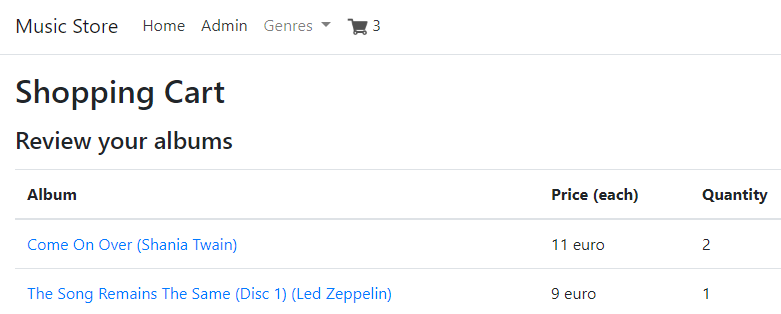 Music Store Home Admin Genres 3
Shopping Cart
Review your albums
Album Price (each) Quantity
Come On Over (Shania Twain) 11 euro 2
The Song Remains The Same (Disc 1) (Led Zeppelin) 9 euro 1